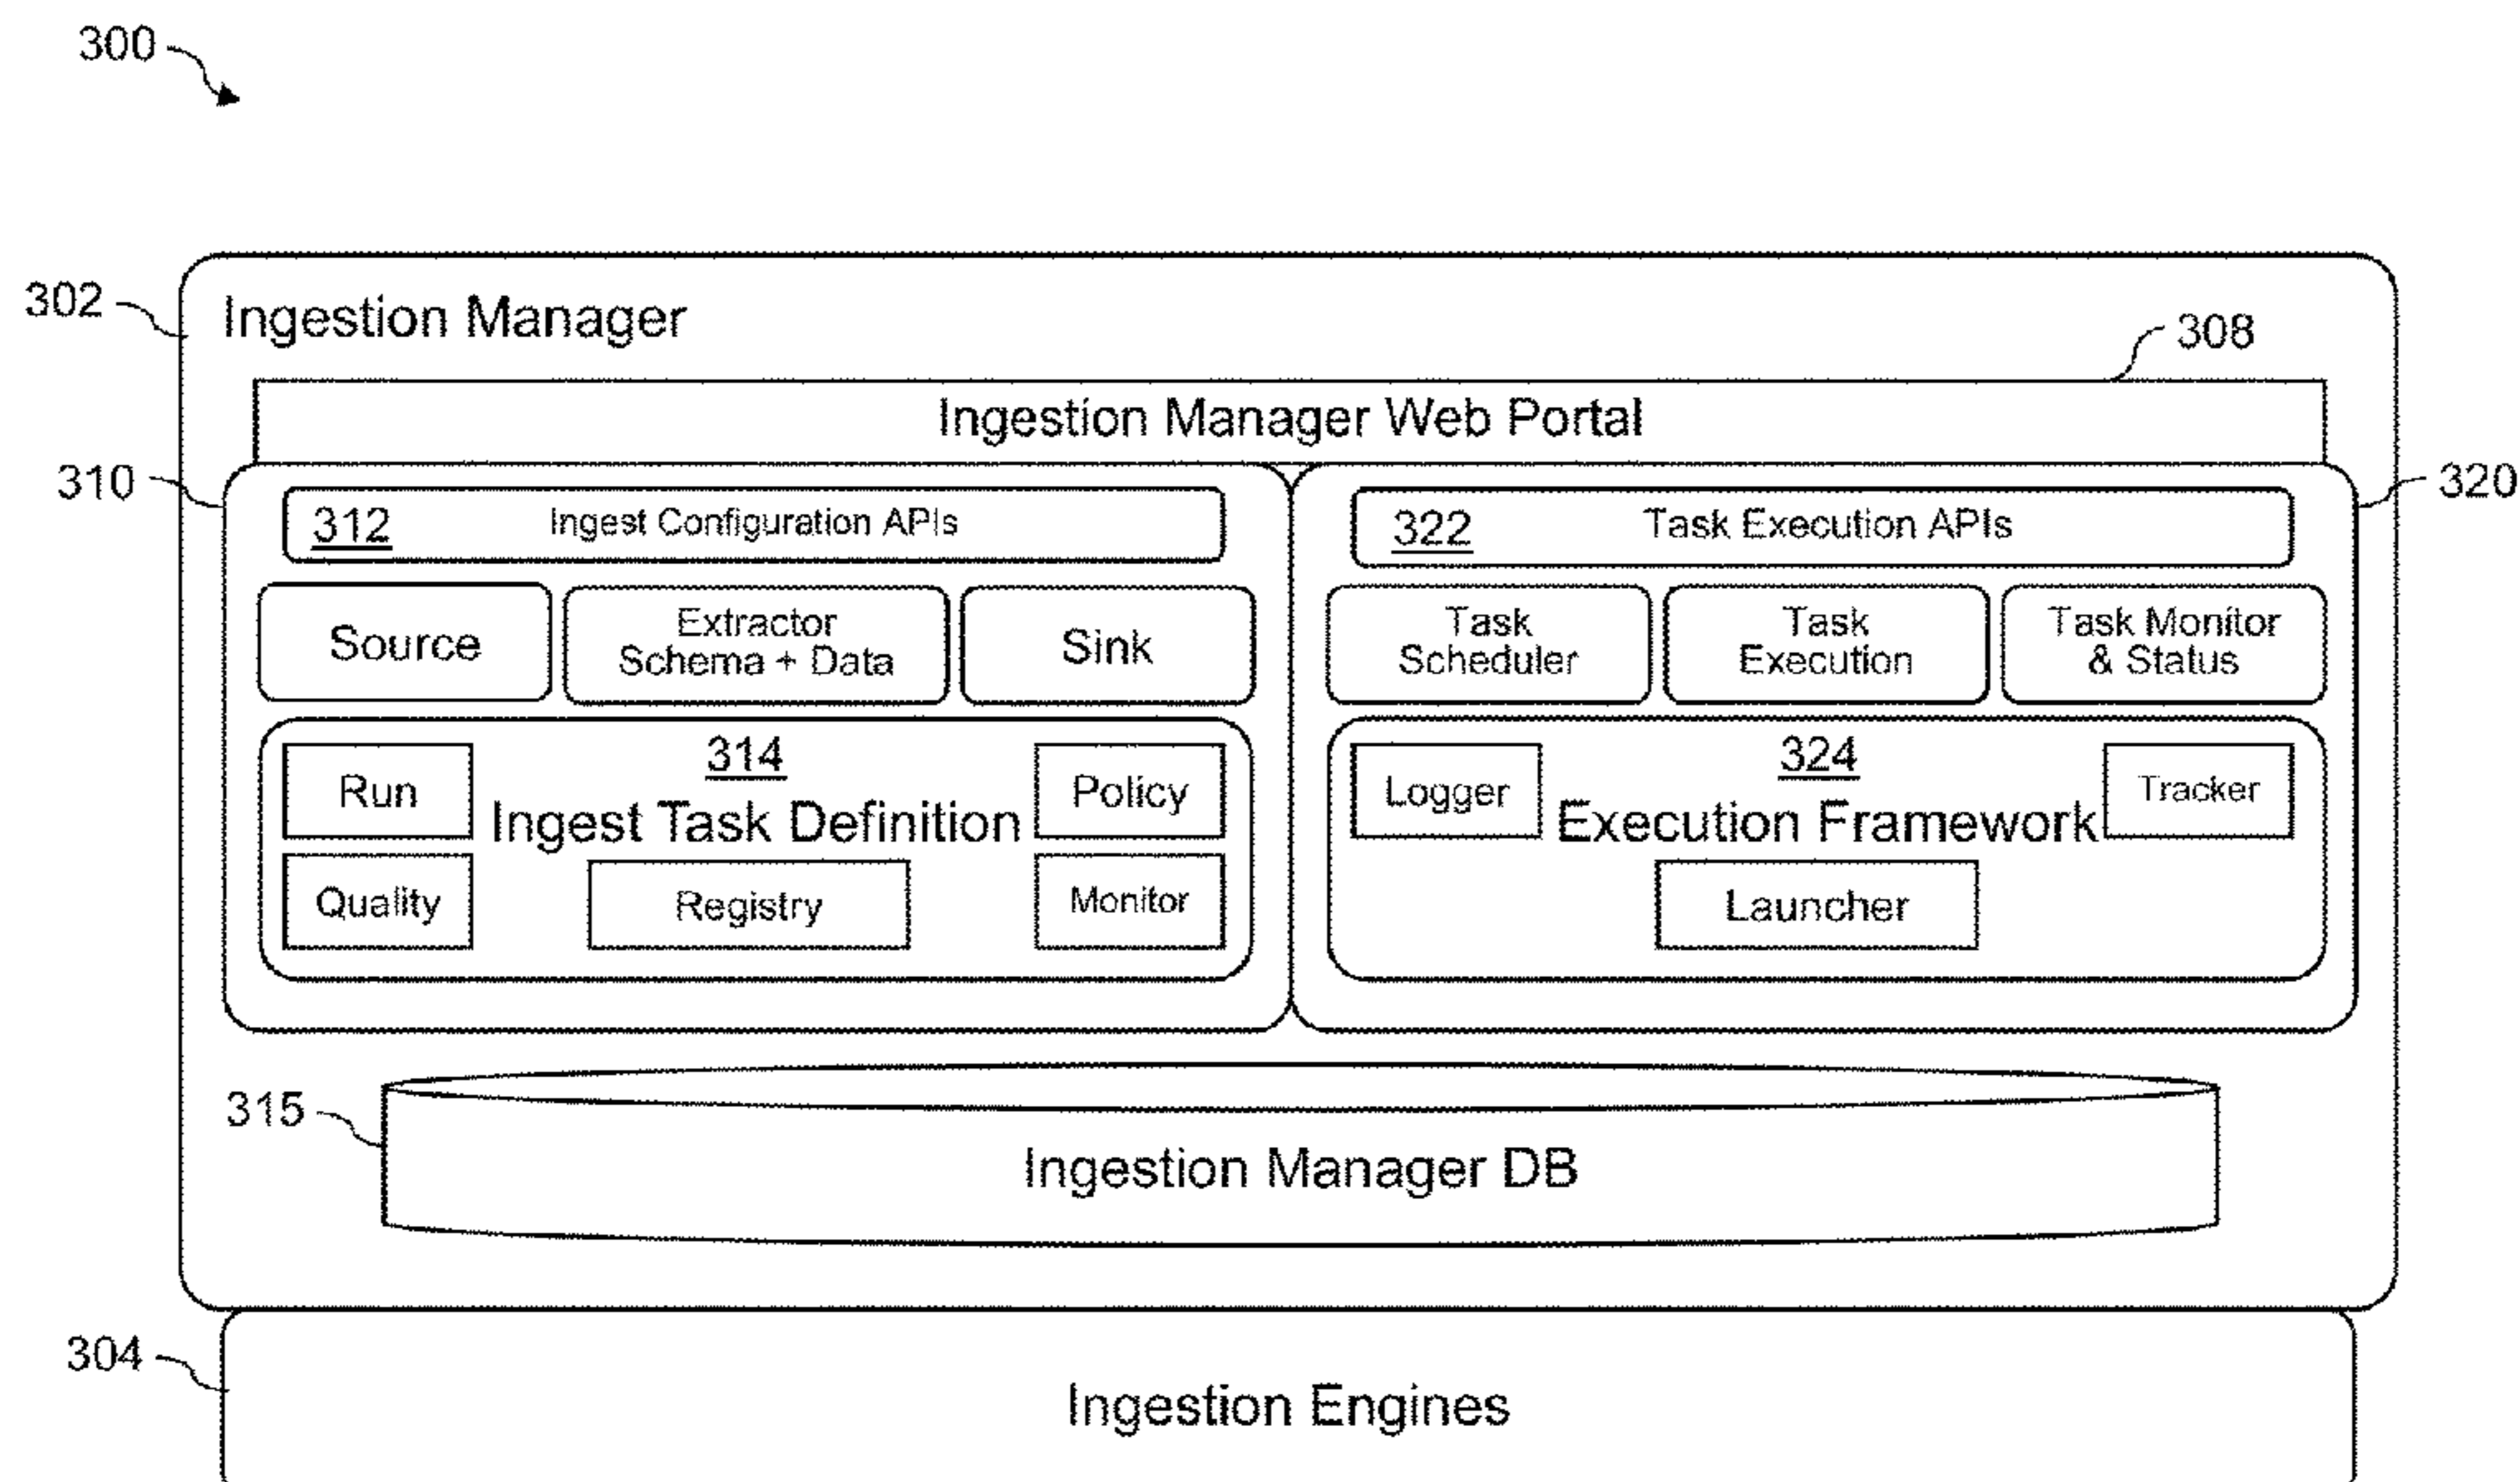 300
302
Ingestion Manager
308
Ingestion Manager Web Portal
310
320
312 Ingest Configuration APIs
322 Task Execution APIs
Source
Extractor
Schema + Data
Sink
Task
Scheduler
Task
Execution
Task Monitor
& Status
314
Run
Policy
Ingest Task Definition
Quality
Registry
Monitor
324
Logger
Tracker
Execution Framework
Launcher
315
Ingestion Manager DB
304
Ingestion Engines